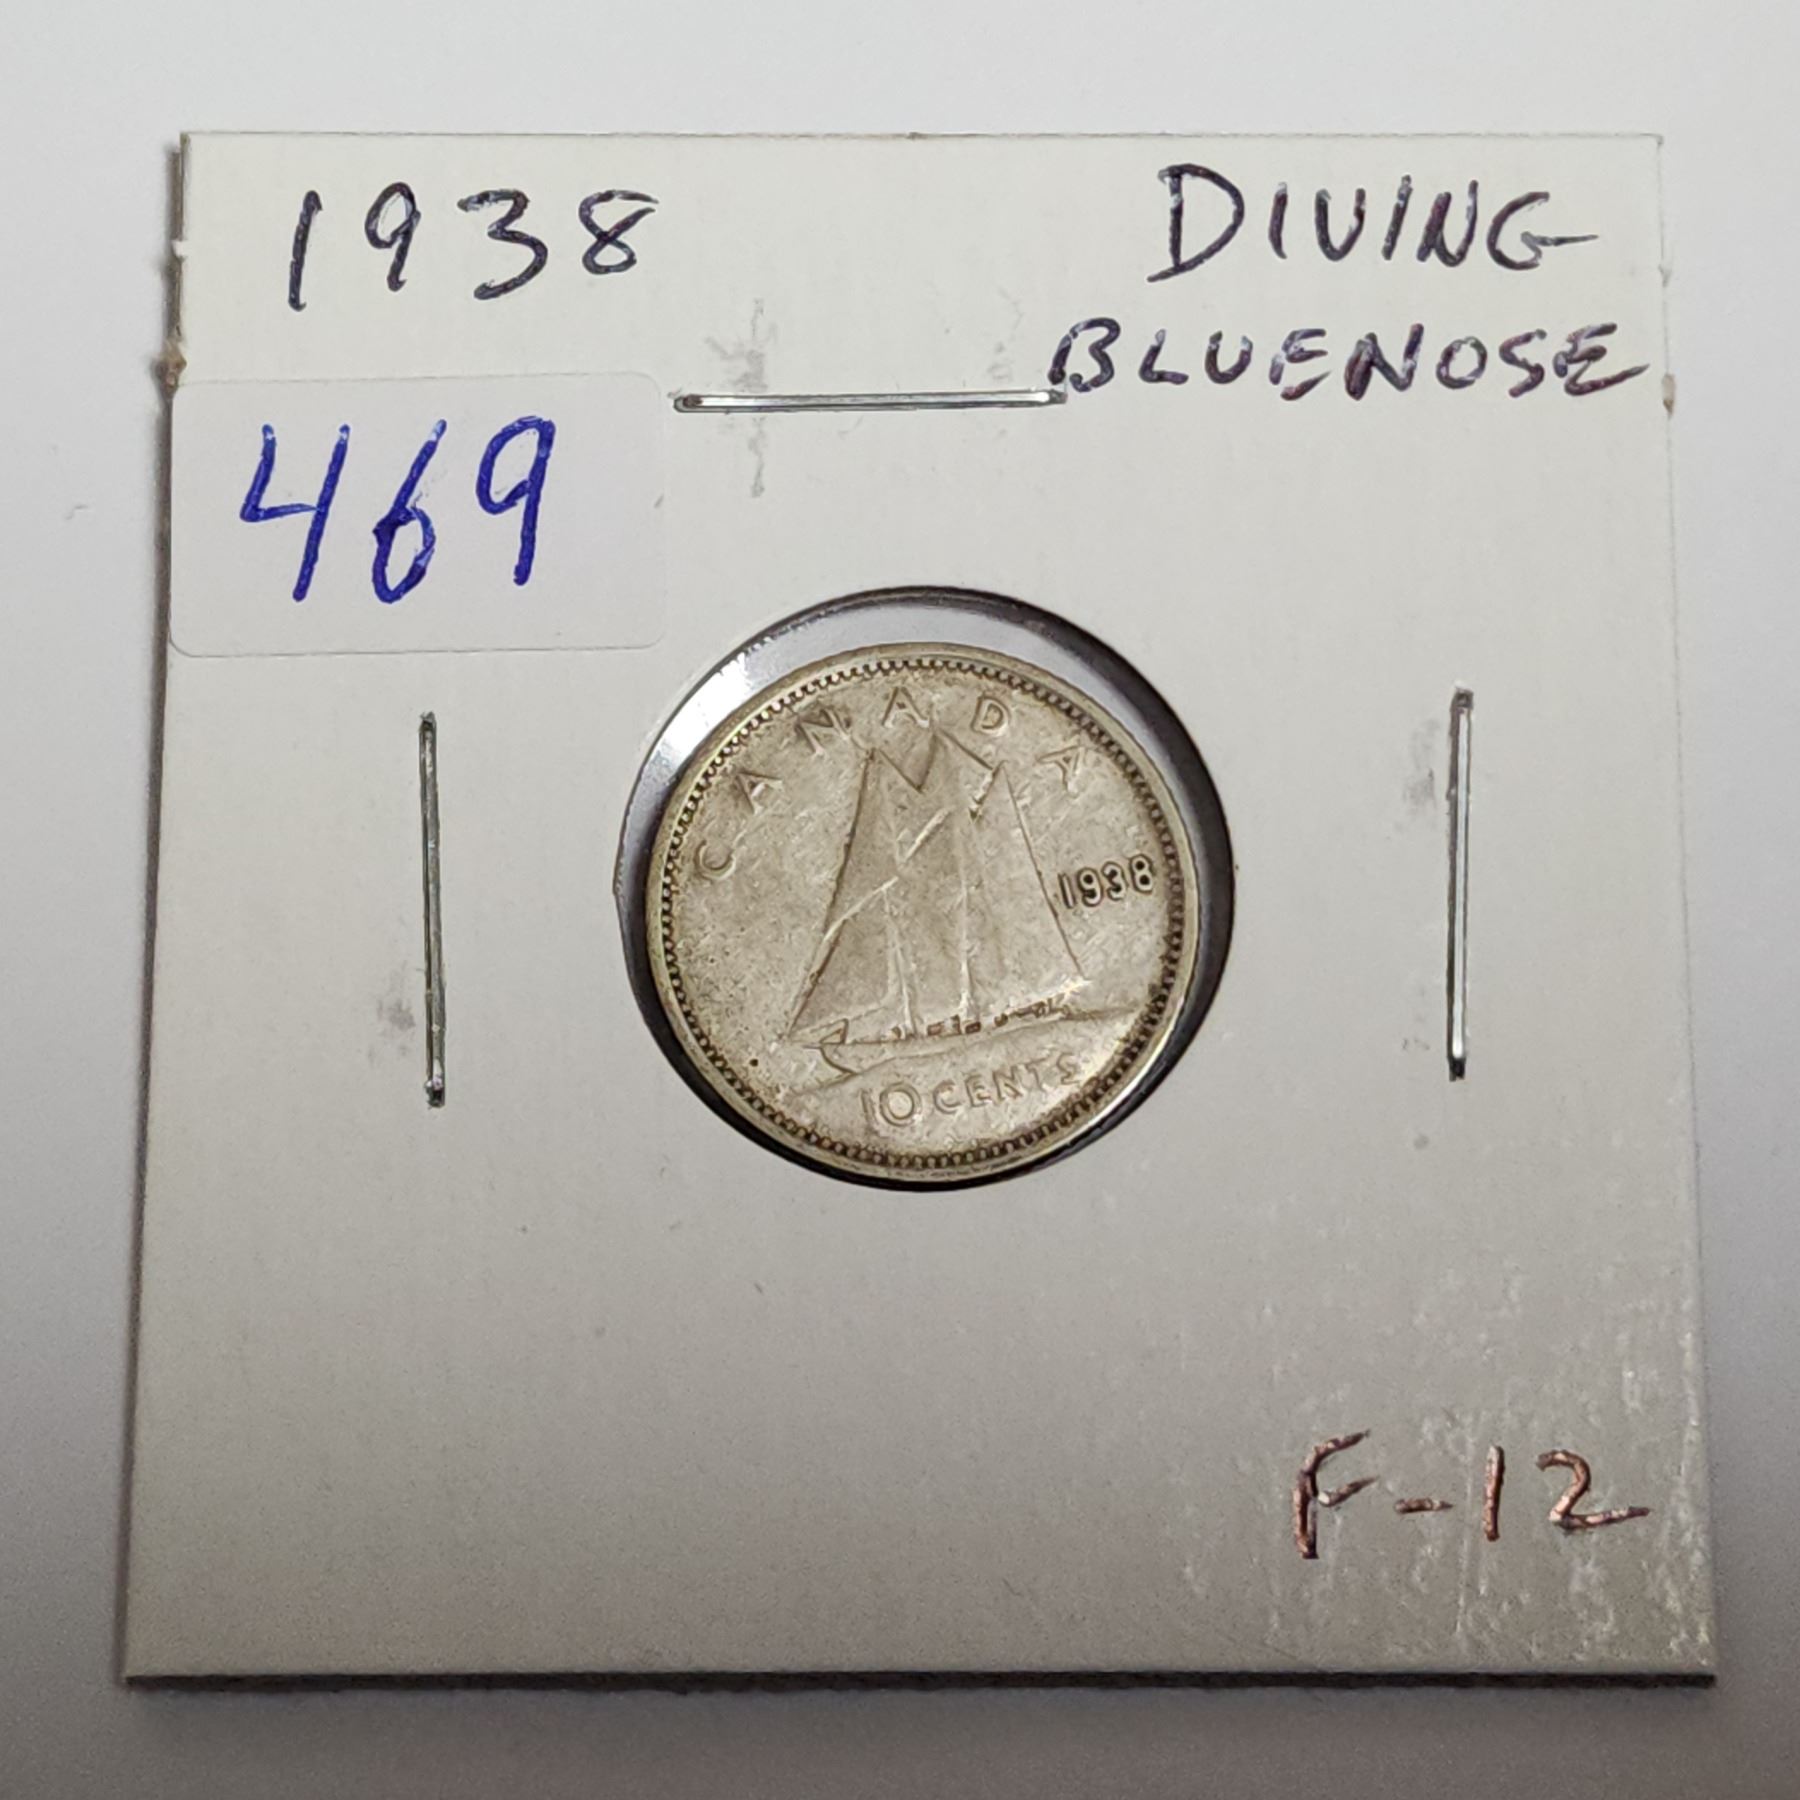 1938
DIVING
BLUENOSE
469
CANADA
1938
10 CENTS
F-12